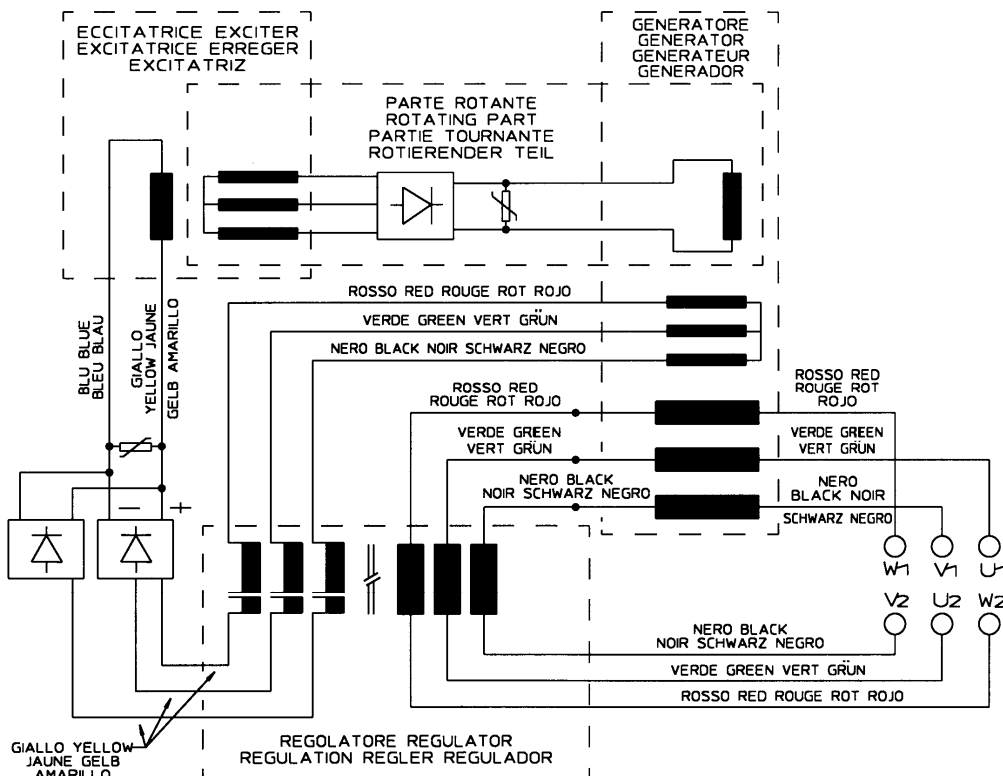 ECCITATRICE EXCITER
EXCITATRICE ERREGER
EXCITATRIZ
GENERATORE
GENERATOR
GENERATEUR
GENERADOR
PARTE ROTANTE
ROTATING PART
PARTIE TOURNANTE
ROTIERENDER TEIL
BLU BLUE
BLEU BLAU
GIALLO
YELLOW JAUNE
GELB AMARILLO
ROSSO RED ROUGE ROT ROJO
VERDE GREEN VERT GRÜN
NERO BLACK NOIR SCHWARZ NEGRO
ROSSO RED
ROUGE ROT ROJO
ROSSO RED
ROUGE ROT
ROJO
VERDE GREEN
VERT GRÜN
VERDE GREEN
VERT GRÜN
NERO BLACK
NOIR SCHWARZ NEGRO
NERO
BLACK NOIR
SCHWARZ NEGRO
— +
W1 V1 U1
V2 U2 W2
NERO BLACK
NOIR SCHWARZ NEGRO
VERDE GREEN VERT GRÜN
ROSSO RED ROUGE ROT ROJO
GIALLO YELLOW
JAUNE GELB
AMARILLO
REGOLATORE REGULATOR
REGULATION REGLER REGULADOR